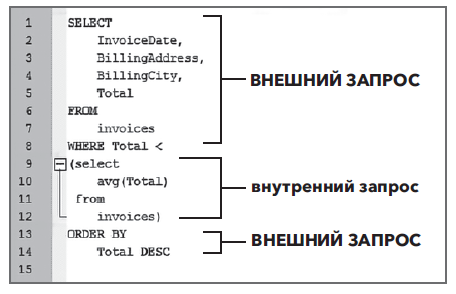 1 SELECT
2 InvoiceDate,
3 BillingAddress,
4 BillingCity,
5 Total
ВНЕШНИЙ ЗАПРОС
6 FROM
7 invoices
8 WHERE Total <
9 (select
10 avg(Total)
внутренний запрос
11 from
12 invoices)
13 ORDER BY
ВНЕШНИЙ ЗАПРОС
14 Total DESC
15